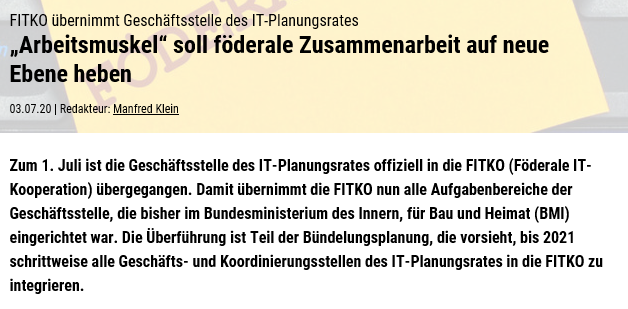 FITKO übernimmt Geschäftsstelle des IT-Planungsrates
„Arbeitsmuskel“ soll föderale Zusammenarbeit auf neue
Ebene heben
03.07.20 | Redakteur: Manfred Klein
Zum 1. Juli ist die Geschäftsstelle des IT-Planungsrates offiziell in die FITKO (Föderale IT-
Kooperation) übergegangen. Damit übernimmt die FITKO nun alle Aufgabenbereiche der
Geschäftsstelle, die bisher im Bundesministerium des Innern, für Bau und Heimat (BMI)
eingerichtet war. Die Überführung ist Teil der Bündelungsplanung, die vorsieht, bis 2021
schrittweise alle Geschäfts- und Koordinierungsstellen des IT-Planungsrates in die FITKO zu
integrieren.